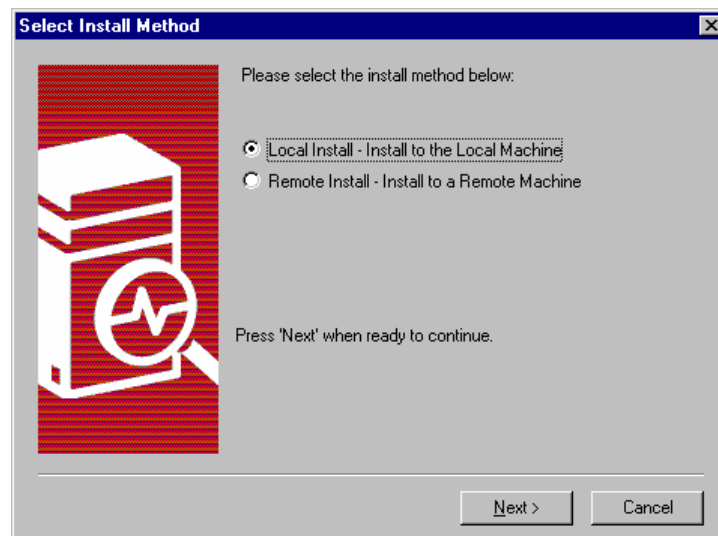 Select Install Method
Please select the install method below:
Local Install - Install to the Local Machine
Remote Install - Install to a Remote Machine
Press 'Next' when ready to continue.
Next >
Cancel